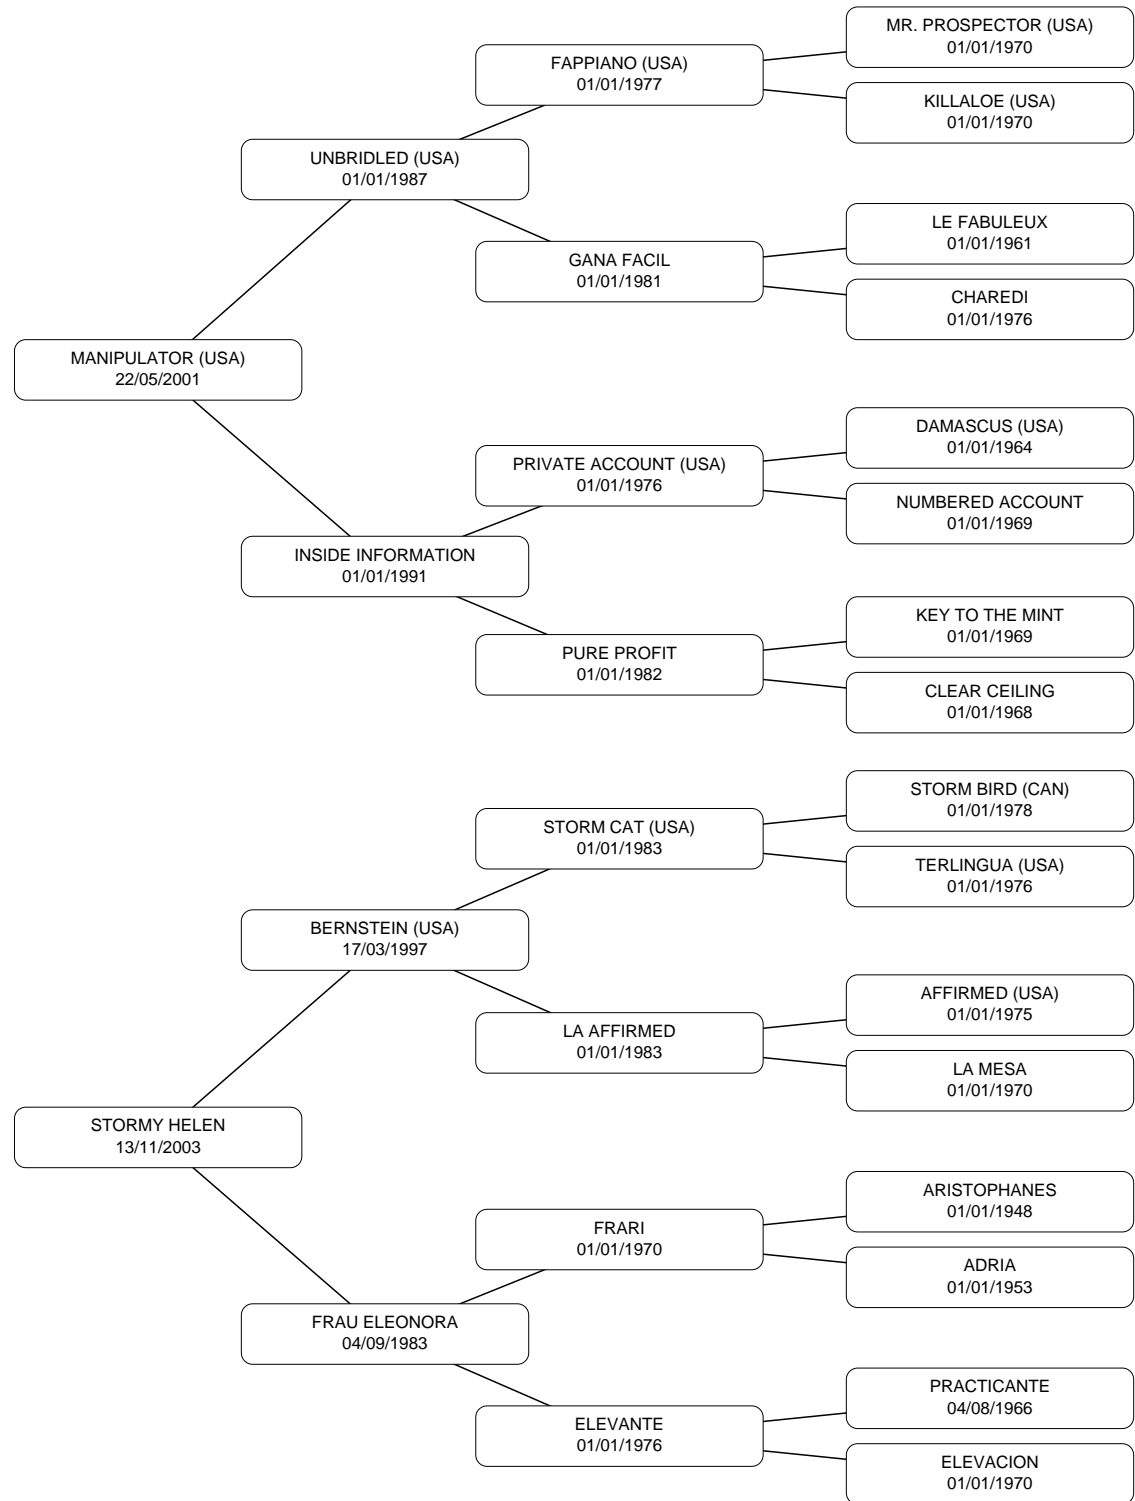 MR. PROSPECTOR (USA)
01/01/1970
FAPPIANO (USA)
01/01/1977
KILLALOE (USA)
01/01/1970
UNBRIDLED (USA)
01/01/1987
LE FABULEUX
01/01/1961
GANA FACIL
01/01/1981
CHAREDI
01/01/1976
MANIPULATOR (USA)
22/05/2001
DAMASCUS (USA)
01/01/1964
PRIVATE ACCOUNT (USA)
01/01/1976
NUMBERED ACCOUNT
01/01/1969
INSIDE INFORMATION
01/01/1991
KEY TO THE MINT
01/01/1969
PURE PROFIT
01/01/1982
CLEAR CEILING
01/01/1968
STORM BIRD (CAN)
01/01/1978
STORM CAT (USA)
01/01/1983
TERLINGUA (USA)
01/01/1976
BERNSTEIN (USA)
17/03/1997
AFFIRMED (USA)
01/01/1975
LA AFFIRMED
01/01/1983
LA MESA
01/01/1970
STORMY HELEN
13/11/2003
ARISTOPHANES
01/01/1948
FRARI
01/01/1970
ADRIA
01/01/1953
FRAU ELEONORA
04/09/1983
PRACTICANTE
04/08/1966
ELEVANTE
01/01/1976
ELEVACION
01/01/1970